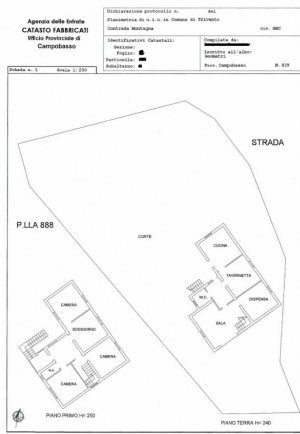 Agenzia delle Entrate
CATASTO FABBRICATI
Ufficio Provinciale di
Campobasso
Dichiarazione protocollo n. del
Planimetria di u.i.u. in Comune di Trivento
Contrada Montagna civ. SNC
Identificativi Catastali:
Sezione:
Foglio:
Particella:
Subalterno:
Compilata da:
Iscritto all'albo:
Geometri
Prov. Campobasso N. 839
Scheda n. 1 Scala 1:200
STRADA
P.LLA 888
CORTE
CUCINA
TAVERNETTA
W.C.
DISPENSA
SALA
CAMERA
SOGGIORNO
CAMERA
W.C.
CAMERA
PIANO PRIMO H= 250
PIANO TERRA H= 240